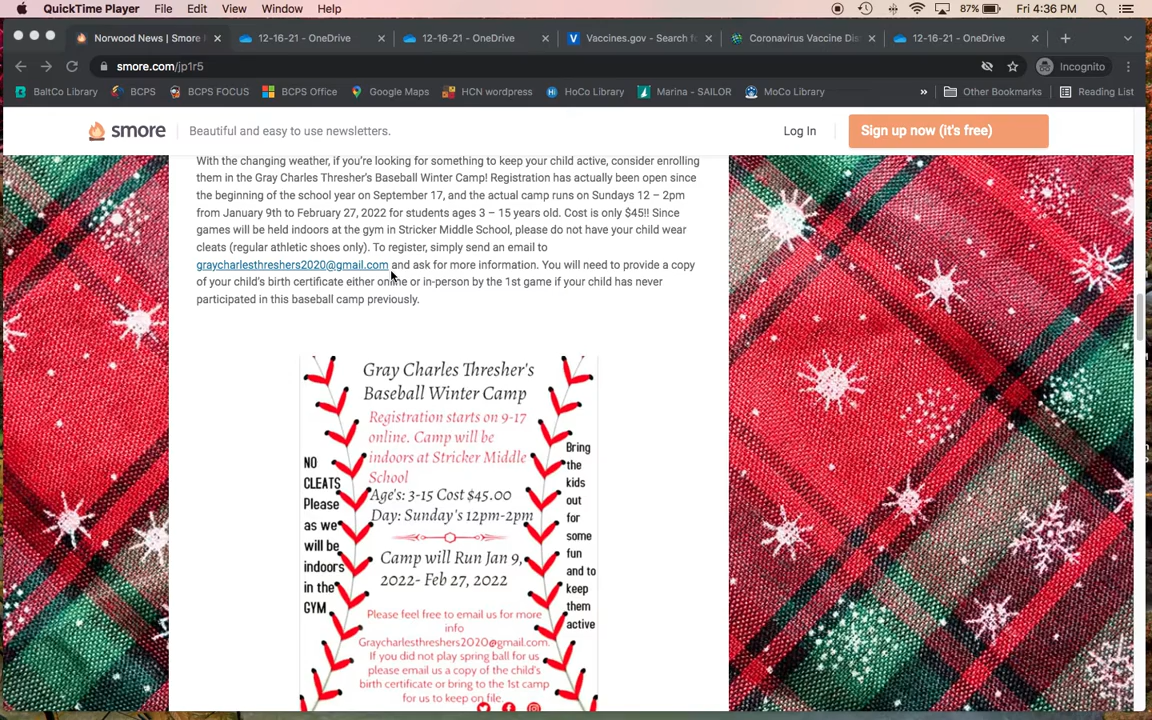 QuickTime Player File Edit View Window Help 87% Fri 4:36 PM
Norwood News | Smore 12-16-21 - OneDrive 12-16-21 - OneDrive Vaccines.gov - Search fo Coronavirus Vaccine Dis 12-16-21 - OneDrive
smore.com/jp1r5 Incognito
BaltCo Library BCPS BCPS FOCUS BCPS Office Google Maps HCN wordpress HoCo Library Marina - SAILOR MoCo Library » Other Bookmarks Reading List
smore Beautiful and easy to use newsletters. Log In Sign up now (it's free)
With the changing weather, if you're looking for something to keep your child active, consider enrolling
them in the Gray Charles Thresher's Baseball Winter Camp! Registration has actually been open since
the beginning of the school year on September 17, and the actual camp runs on Sundays 12 – 2pm
from January 9th to February 27, 2022 for students ages 3 – 15 years old. Cost is only $45!! Since
games will be held indoors at the gym in Stricker Middle School, please do not have your child wear
cleats (regular athletic shoes only). To register, simply send an email to
graycharlesthreshers2020@gmail.com and ask for more information. You will need to provide a copy
of your child's birth certificate either online or in-person by the 1st game if your child has never
participated in this baseball camp previously.
Gray Charles Thresher's
Baseball Winter Camp
Registration starts on 9-17
online. Camp will be
indoors at Stricker Middle
School
Age's: 3-15 Cost $45.00
Day: Sunday's 12pm-2pm
Camp will Run Jan 9,
2022- Feb 27, 2022
NO
CLEATS
Please
as we
will be
indoors
in the
GYM
Bring
the
kids
out
for
some
fun
and to
keep
them
active
Please feel free to email us for more
info
Graycharlesthreshers2020@gmail.com.
If you did not play spring ball for us
please email us a copy of the child's
birth certificate or bring to the 1st camp
for us to keep on file.